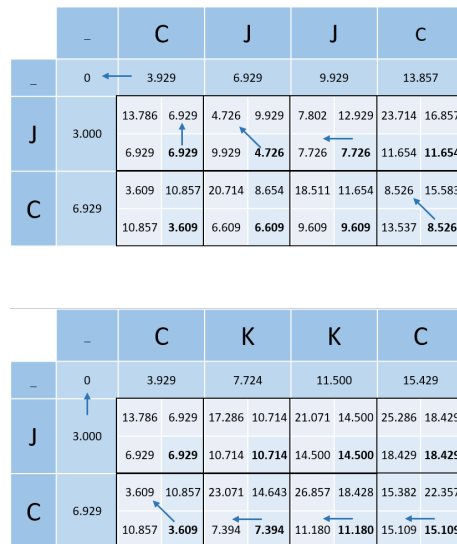 _ C J J C
_ 0 3.929 6.929 9.929 13.857
13.786 6.929 4.726 9.929 7.802 12.929 23.714 16.857
J 3.000
6.929 6.929 9.929 4.726 7.726 7.726 11.654 11.654
3.609 10.857 20.714 8.654 18.511 11.654 8.526 15.583
C 6.929
10.857 3.609 6.609 6.609 9.609 9.609 13.537 8.526
_ C K K C
_ 0 3.929 7.724 11.500 15.429
13.786 6.929 17.286 10.714 21.071 14.500 25.286 18.429
J 3.000
6.929 6.929 10.714 10.714 14.500 14.500 18.429 18.429
3.609 10.857 23.071 14.643 26.857 18.428 15.382 22.357
C 6.929
10.857 3.609 7.394 7.394 11.180 11.180 15.109 15.109